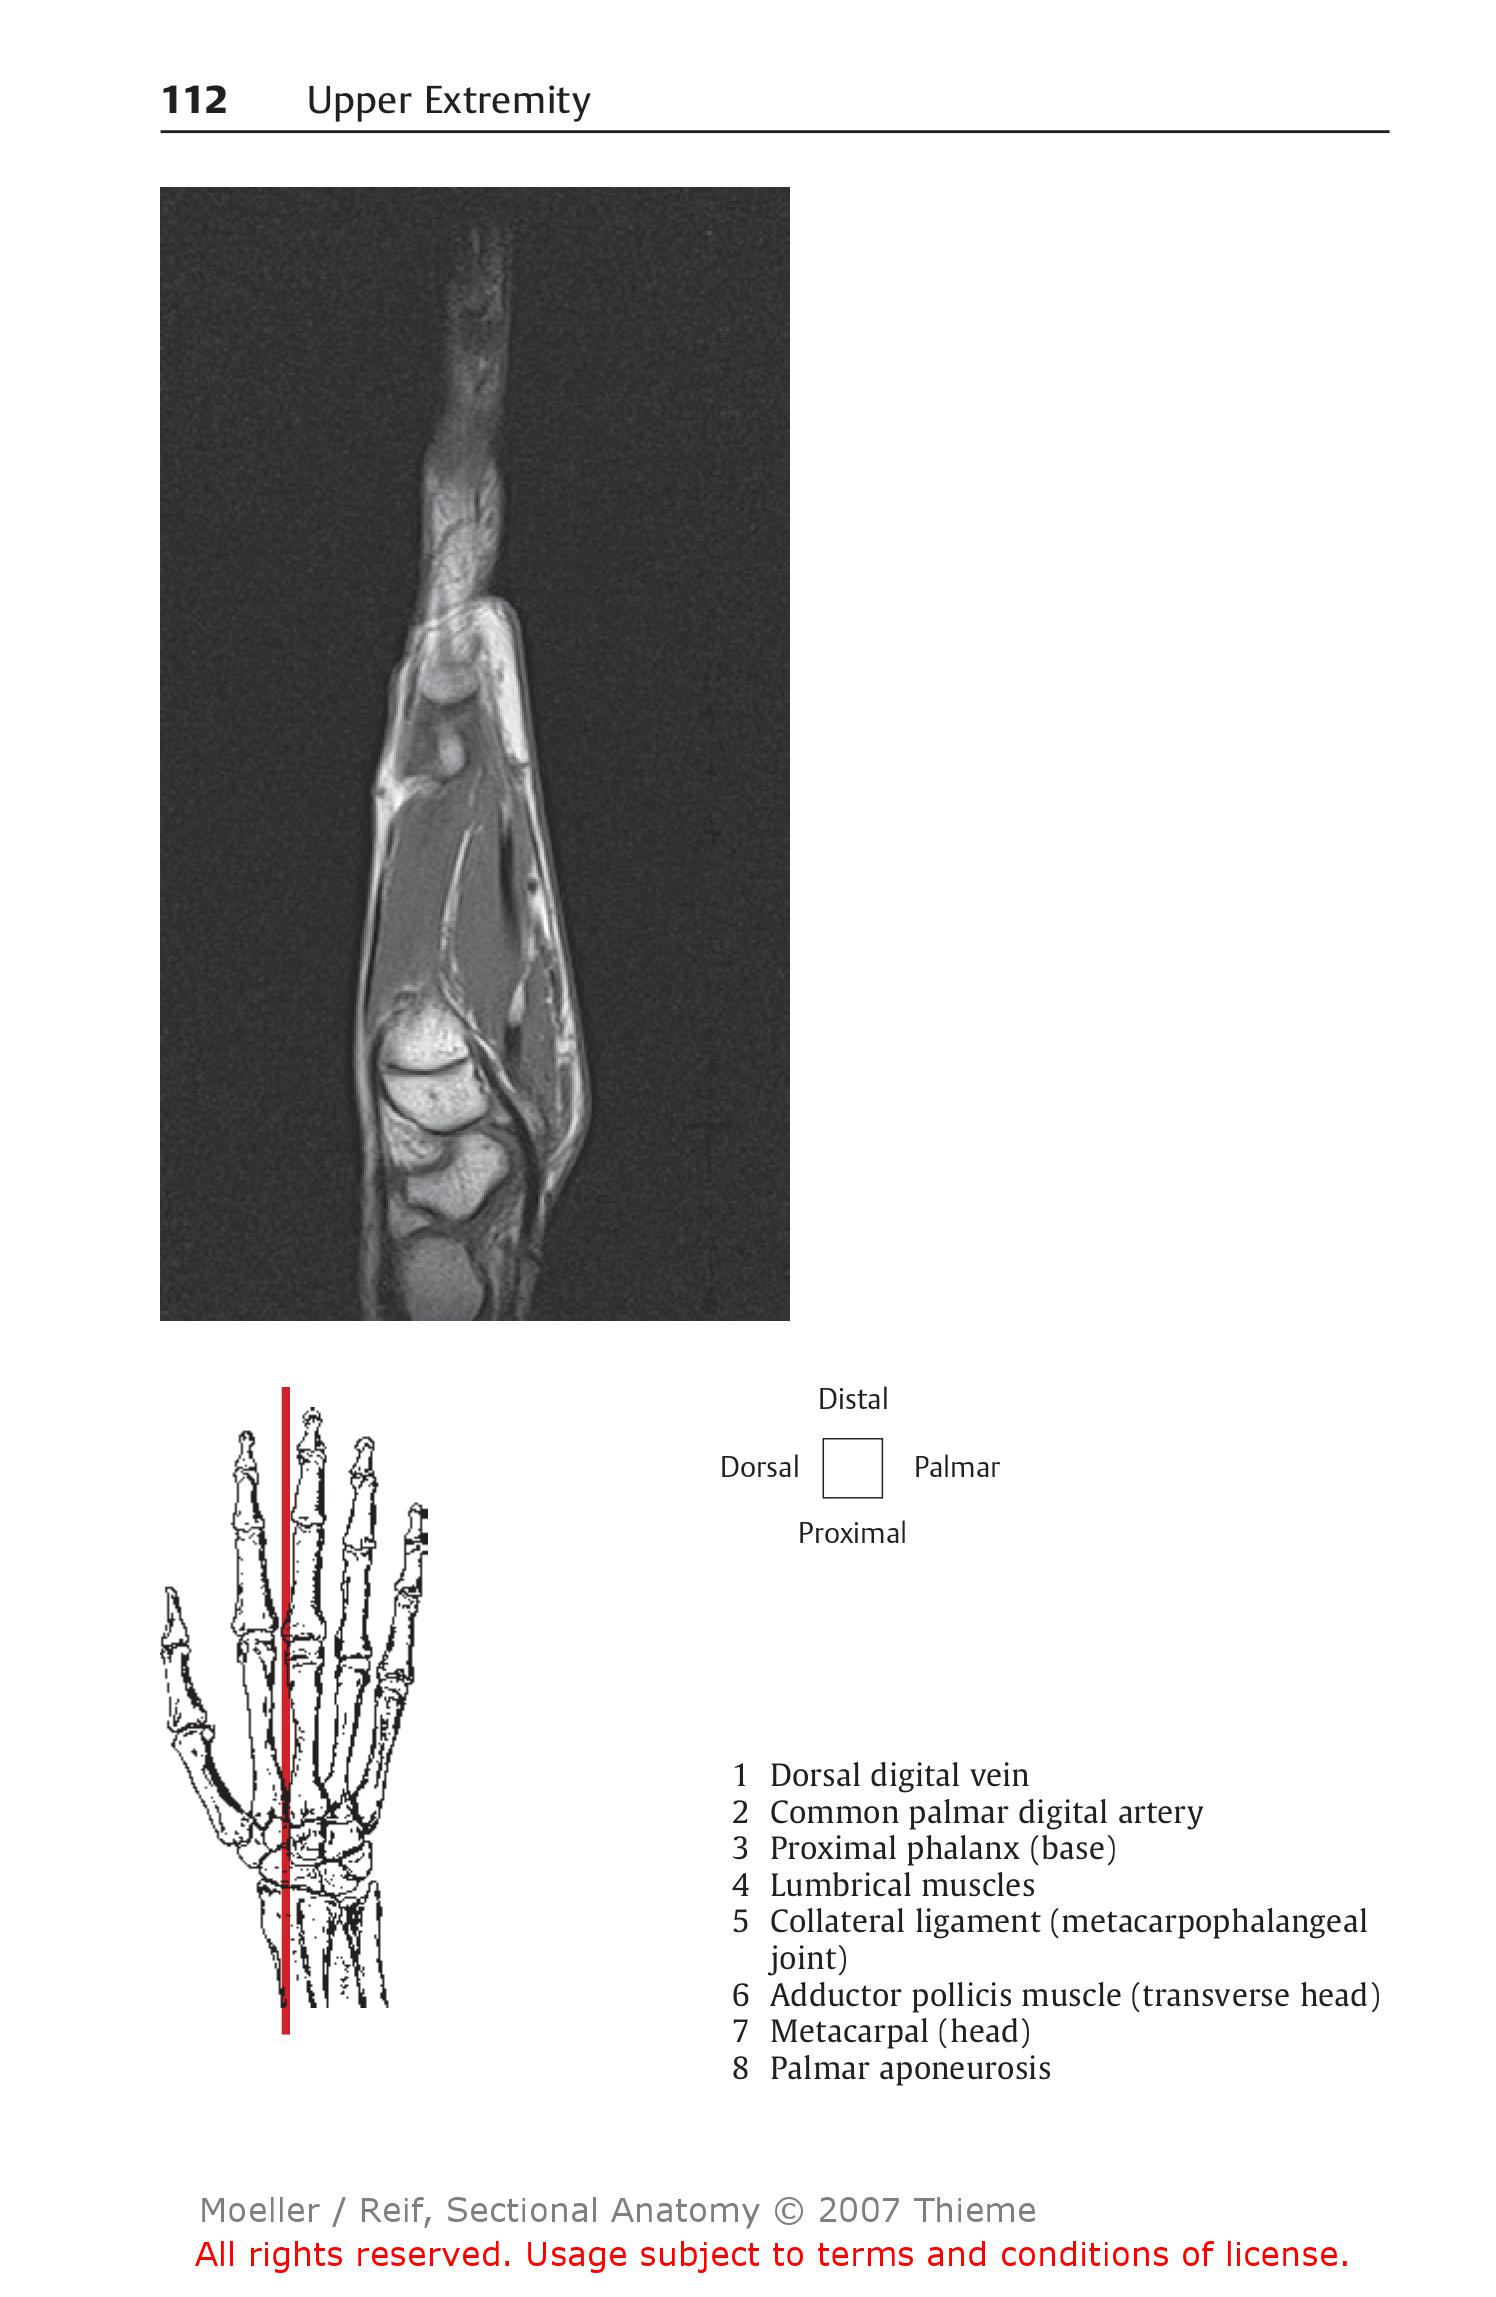 112 Upper Extremity
Distal
Dorsal Palmar
Proximal
1 Dorsal digital vein
2 Common palmar digital artery
3 Proximal phalanx (base)
4 Lumbrical muscles
5 Collateral ligament (metacarpophalangeal
joint)
6 Adductor pollicis muscle (transverse head)
7 Metacarpal (head)
8 Palmar aponeurosis
Moeller / Reif, Sectional Anatomy © 2007 Thieme
All rights reserved. Usage subject to terms and conditions of license.